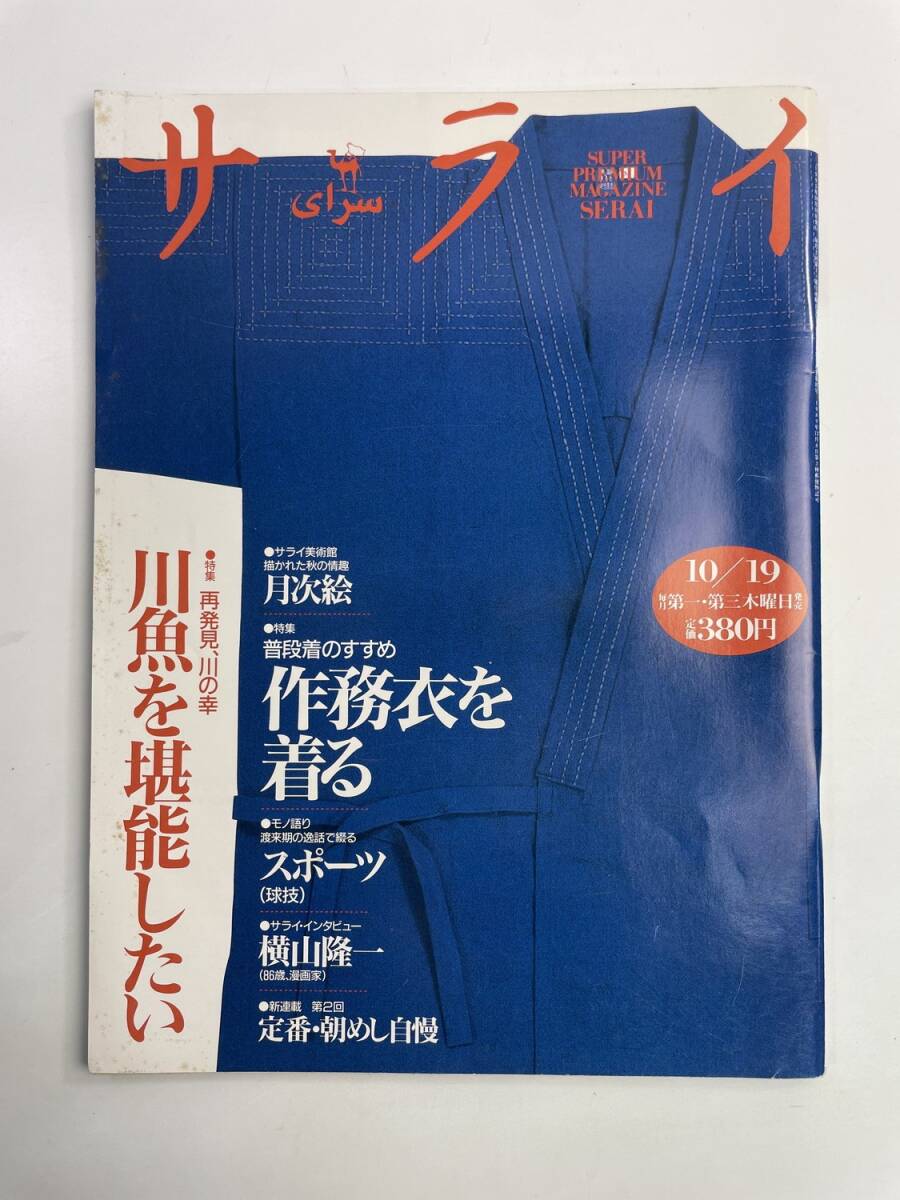 サライ
سرای
SUPER
PREMIUM
MAGAZINE
SERAI
10/19
毎月第一・第三木曜日発売
定価380円
●特集 再発見、川の幸
川魚を堪能したい
●サライ美術館
描かれた秋の情趣
月次絵
●特集
普段着のすすめ
作務衣を
着る
●モノ語り
渡来期の逸話で綴る
スポーツ
(球技)
●サライ・インタビュー
横山隆一
(86歳、漫画家)
●新連載 第2回
定番・朝めし自慢